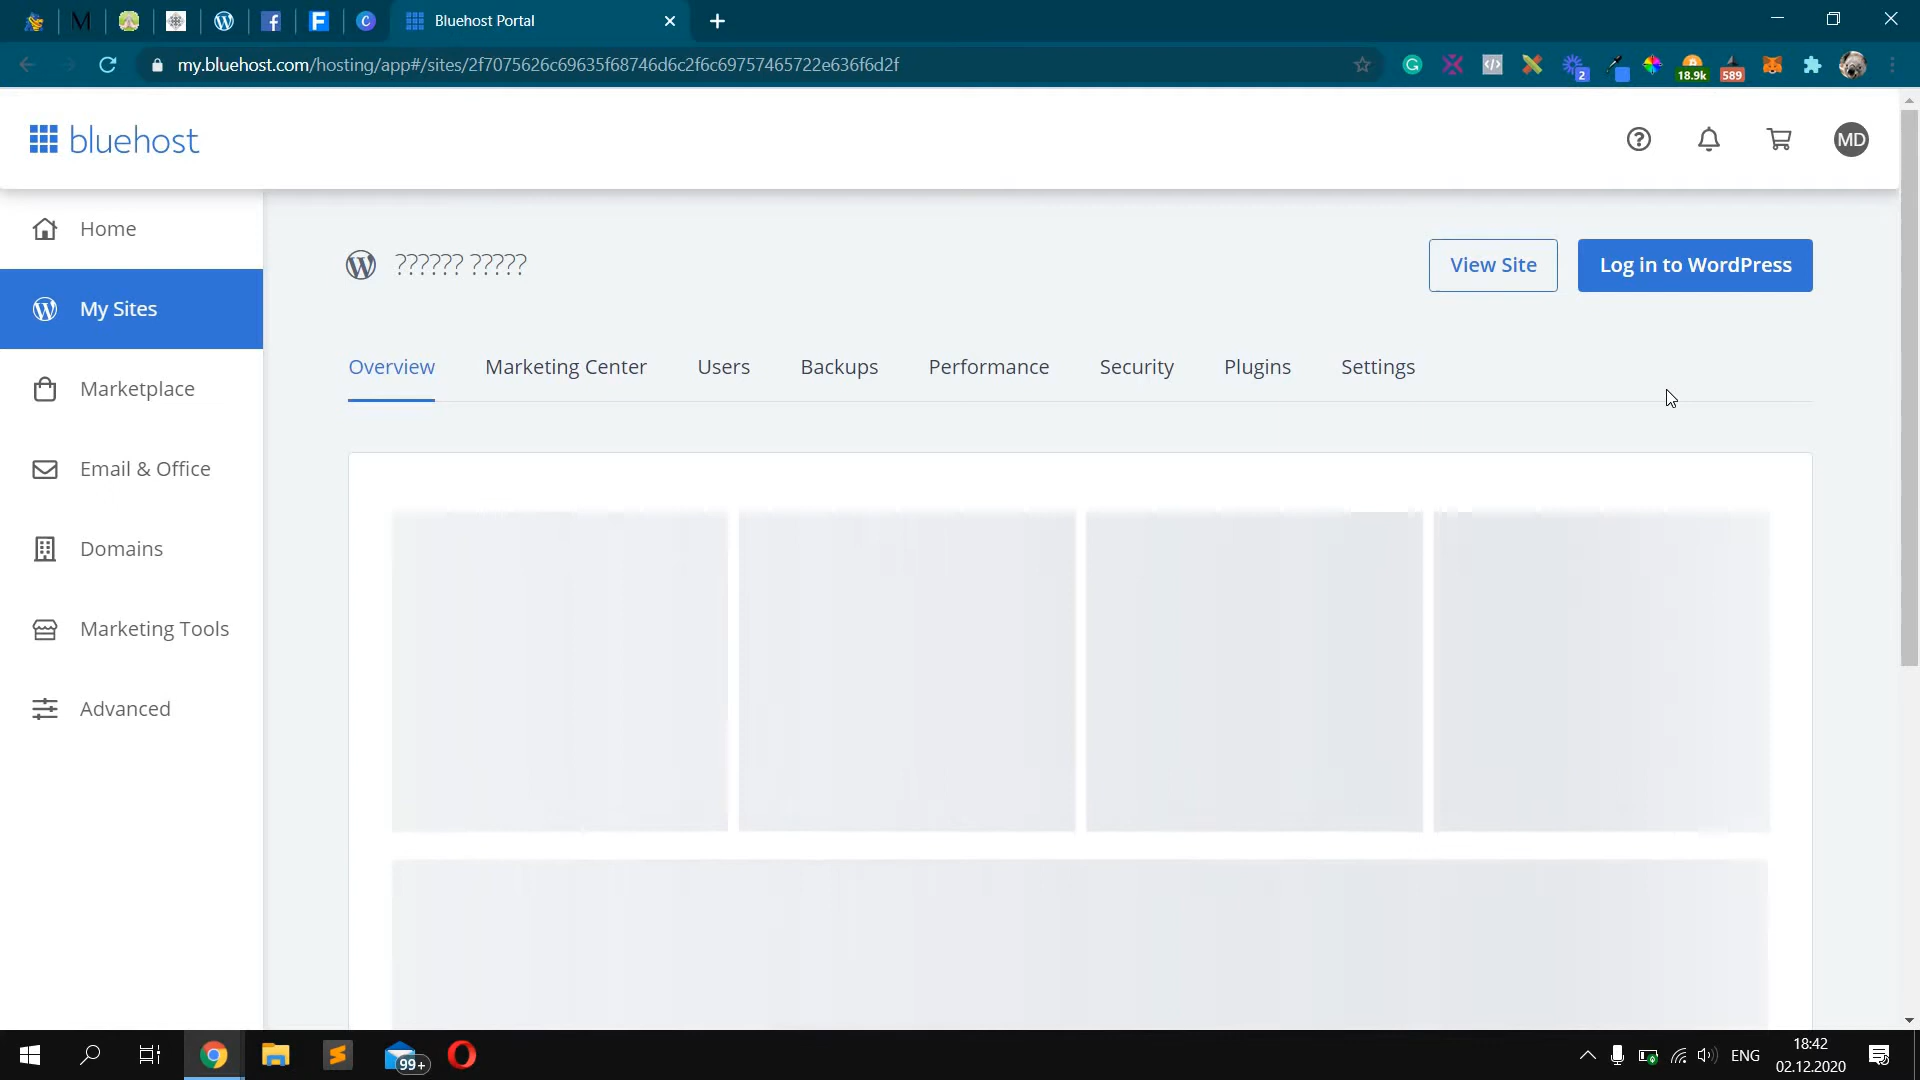 Bluehost Portal
my.bluehost.com/hosting/app#/sites/2f7075626c69635f68746d6c2f6c69757465722e636f6d2f
2
18.9k
589
bluehost
MD
Home
My Sites
Marketplace
Email & Office
Domains
Marketing Tools
Advanced
?????? ?????
View Site
Log in to WordPress
Overview Marketing Center Users Backups Performance Security Plugins Settings
99+
ENG
18:42
02.12.2020